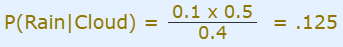 P(Rain|Cloud) = 0.1 x 0.5 / 0.4 = .125